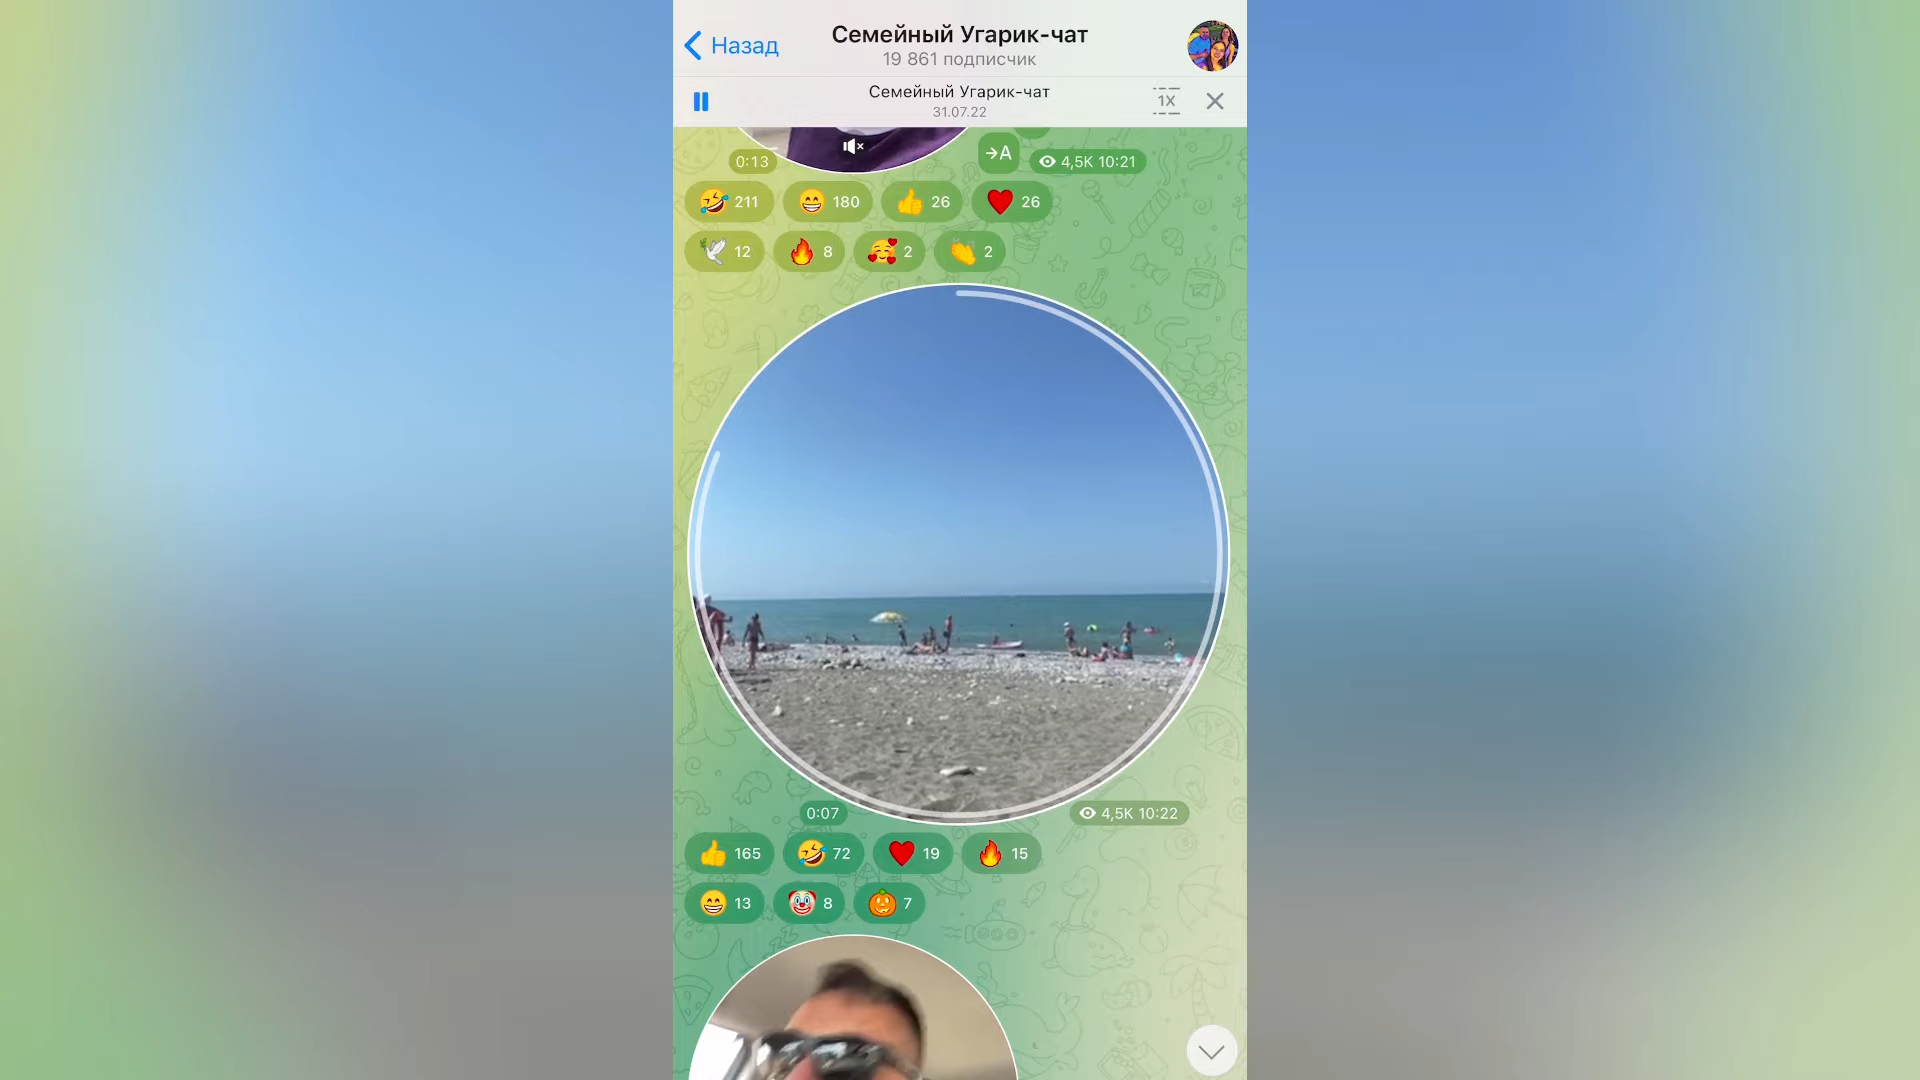 Назад
Семейный Угарик-чат
19 861 подписчик
Семейный Угарик-чат
31.07.22
1X
0:13
→A
4,5K 10:21
211
180
26
26
12
8
2
2
0:07
4,5K 10:22
165
72
19
15
13
8
7